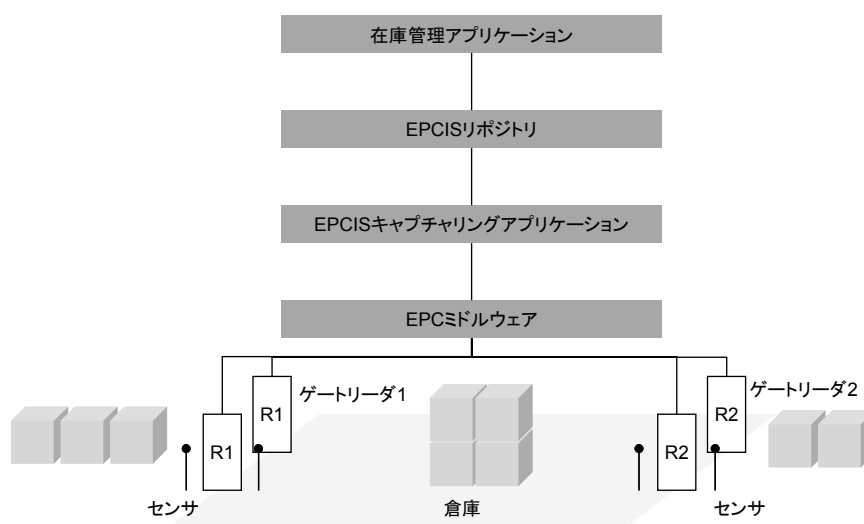 在庫管理アプリケーション
EPCISリポジトリ
EPCISキャプチャリングアプリケーション
EPCミドルウェア
R1
ゲートリーダ1
R2
ゲートリーダ2
R1
R2
センサ
倉庫
センサ